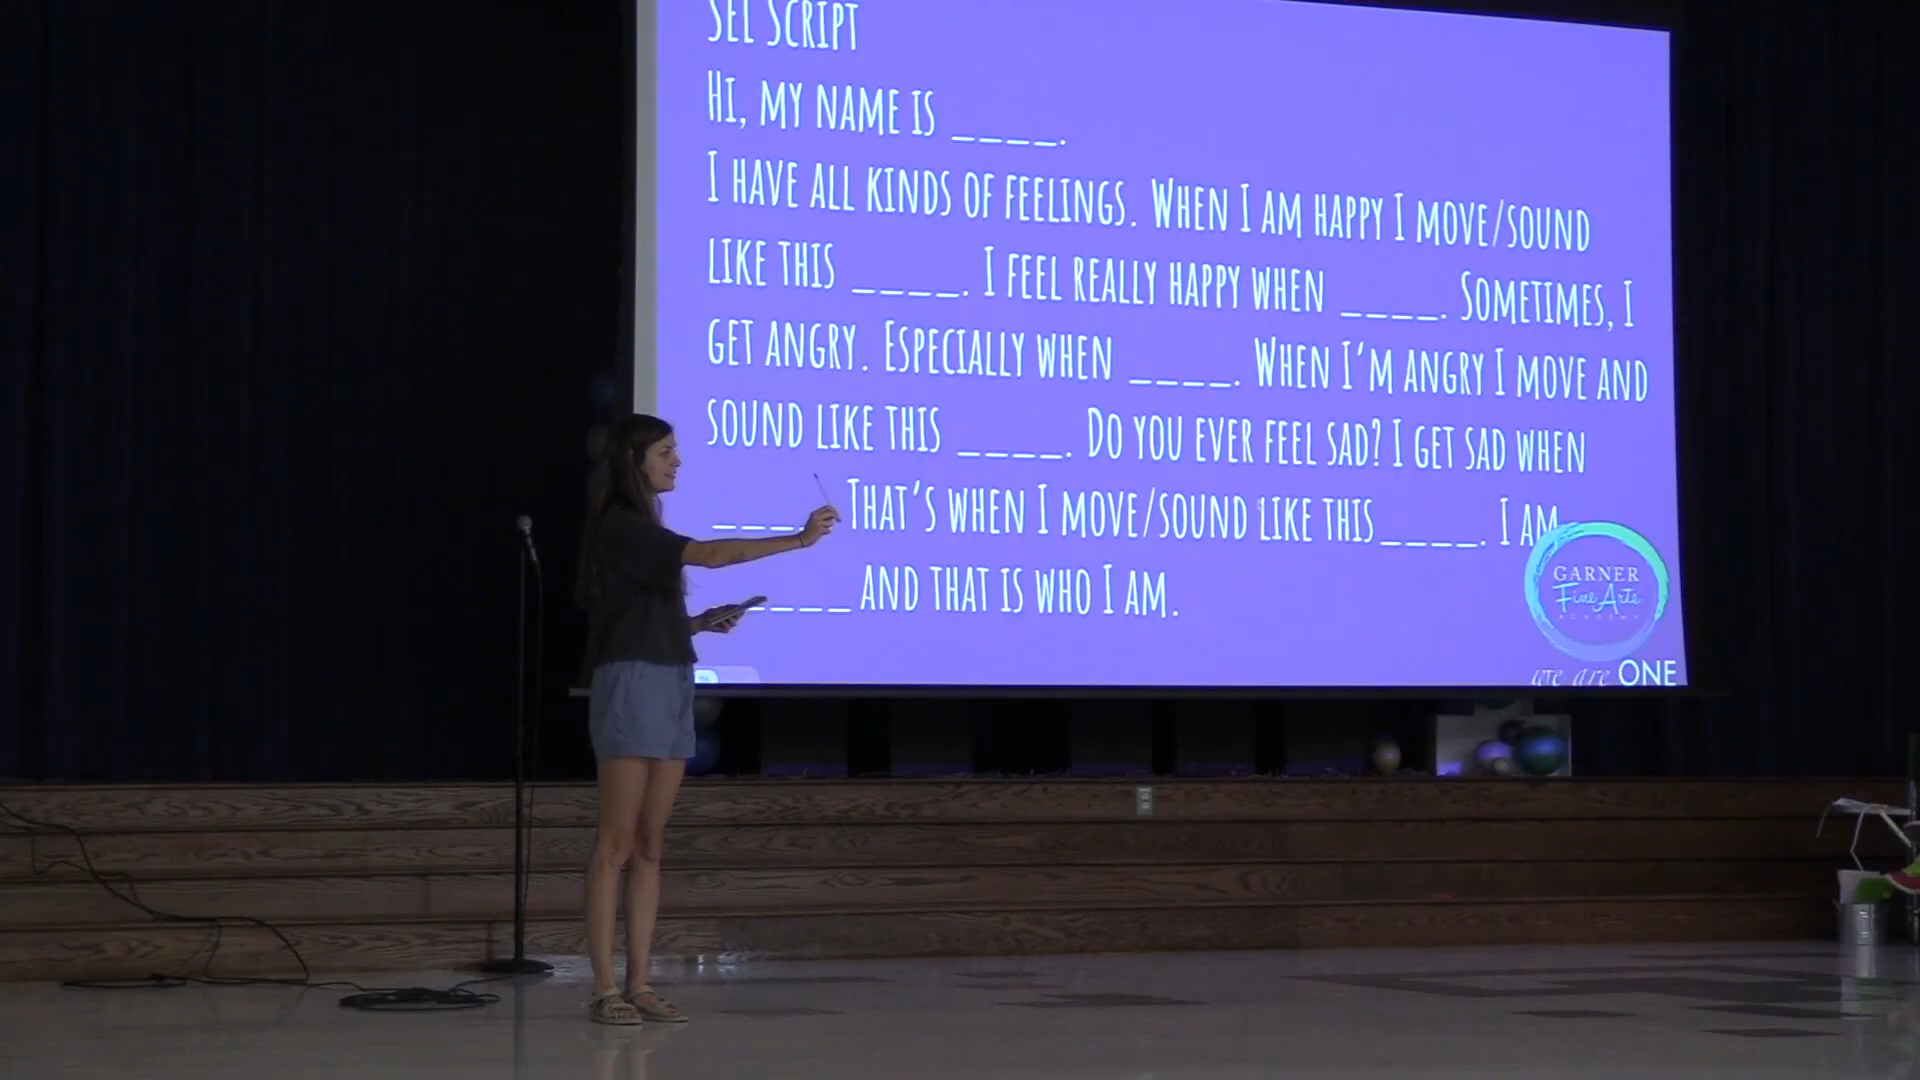 SEL SCRIPT
HI, MY NAME IS ____.
I HAVE ALL KINDS OF FEELINGS. WHEN I AM HAPPY I MOVE/SOUND
LIKE THIS ____. I FEEL REALLY HAPPY WHEN ____. SOMETIMES, I
GET ANGRY. ESPECIALLY WHEN ____. WHEN I'M ANGRY I MOVE AND
SOUND LIKE THIS ____. DO YOU EVER FEEL SAD? I GET SAD WHEN
____. THAT'S WHEN I MOVE/SOUND LIKE THIS____. I AM
____ AND THAT IS WHO I AM.
GARNER
Fine Arts
ACADEMY
we are ONE